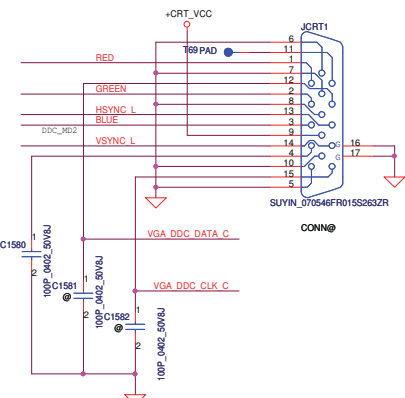 +CRT_VCC
JCRT1
6
T69 PAD
11
RED
1
7
12
GREEN
2
8
HSYNC_L
13
BLUE
3
DDC_MD2
9
VSYNC_L
14
G
16
4
G
17
10
15
5
SUYIN_070546FR015S263ZR
CONN@
VGA_DDC_DATA_C
C1580
1
2
100P_0402_50V8J
VGA_DDC_CLK_C
C1581
@
1
2
100P_0402_50V8J
C1582
@
1
2
100P_0402_50V8J